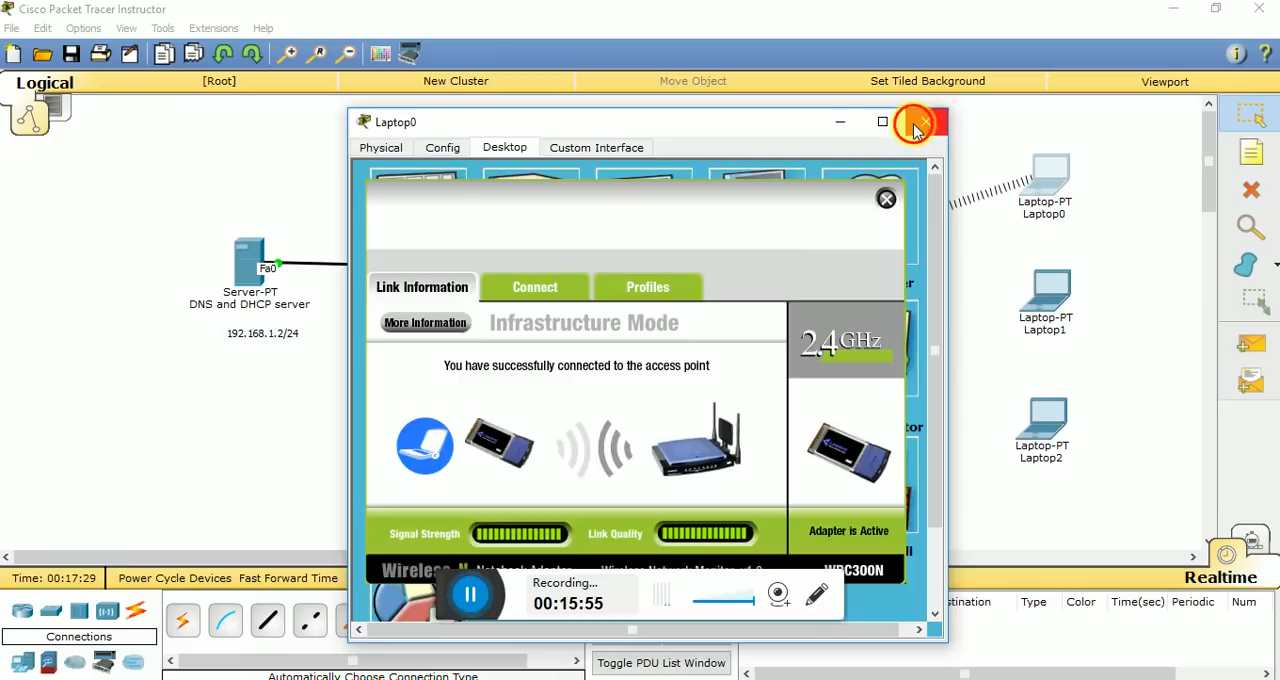 Cisco Packet Tracer Instructor
File Edit Options View Tools Extensions Help
Logical [Root] New Cluster Move Object Set Tiled Background Viewport
Laptop0
Physical Config Desktop Custom Interface
Link Information Connect Profiles
More Information Infrastructure Mode
2.4GHz
You have successfully connected to the access point
Signal Strength Link Quality Adapter is Active
Fa0
Server-PT
DNS and DHCP server
192.168.1.2/24
Laptop-PT
Laptop0
Laptop-PT
Laptop1
Laptop-PT
Laptop2
Recording...
00:15:55
Time: 00:17:29 Power Cycle Devices Fast Forward Time
Realtime
Type Color Time(sec) Periodic Num
Connections
Automatically Choose Connection Type
Toggle PDU List Window